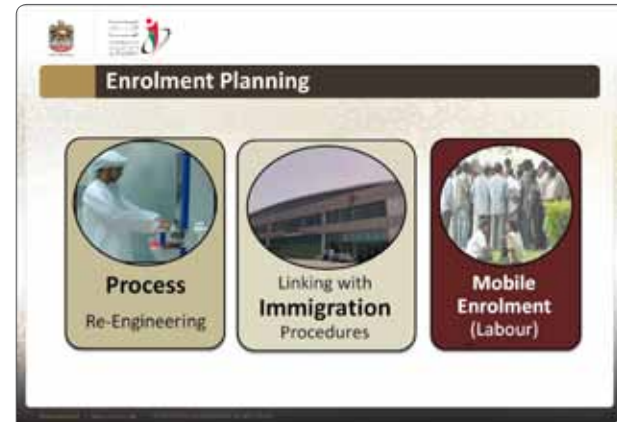 Enrolment Planning
Process
Re-Engineering
Linking with
Immigration
Procedures
Mobile
Enrolment
(Labour)